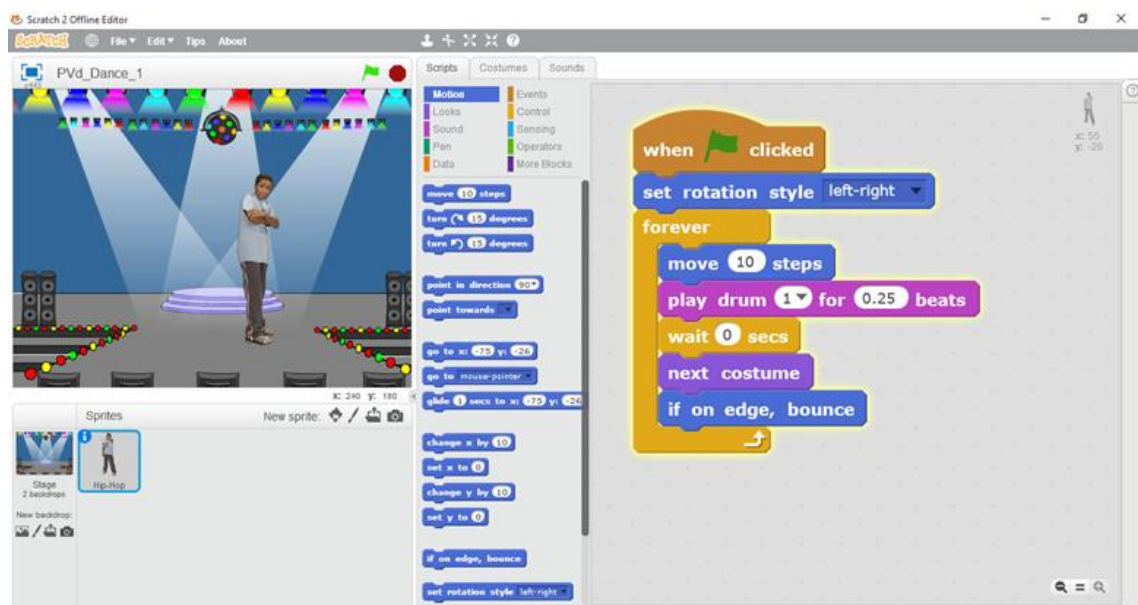 Scratch 2 Offline Editor
SCRATCH File Edit Tips About
PVd_Dance_1
v461
X: 240 Y: 180
Sprites New sprite:
Stage
2 backdrops
New backdrop:
Hip-Hop
Scripts Costumes Sounds
Motion Events
Looks Control
Sound Sensing
Pen Operators
Data More Blocks
move 10 steps
turn 15 degrees
turn 15 degrees
point in direction 90
point towards
go to x: -75 y: -26
go to mouse-pointer
glide 1 secs to x: -75 y: -26
change x by 10
set x to 0
change y by 10
set y to 0
if on edge, bounce
set rotation style left-right
when clicked
set rotation style left-right
forever
move 10 steps
play drum 1 for 0.25 beats
wait 0 secs
next costume
if on edge, bounce
x: 55
y: -26